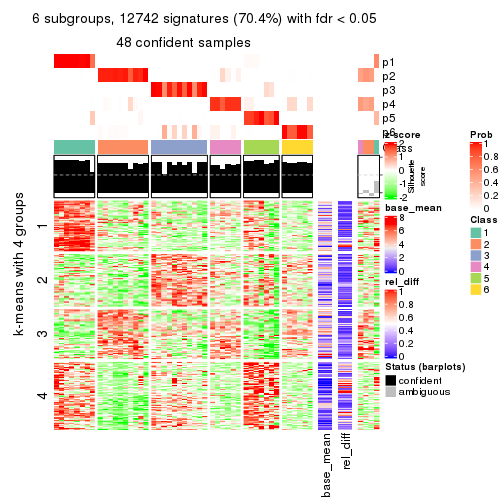 6 subgroups, 12742 signatures (70.4%) with fdr < 0.05
48 confident samples
p1
p2
p3
p4
p5
p6
Class
Silhouette score
k-means with 4 groups
1
2
3
4
base_mean
rel_diff
z score
2
1
0
-1
-2
base_mean
8
6
4
2
0
rel_diff
1
0.8
0.6
0.4
0.2
0
Status (barplots)
confident
ambiguous
Prob
1
0.8
0.6
0.4
0.2
0
Class
1
2
3
4
5
6